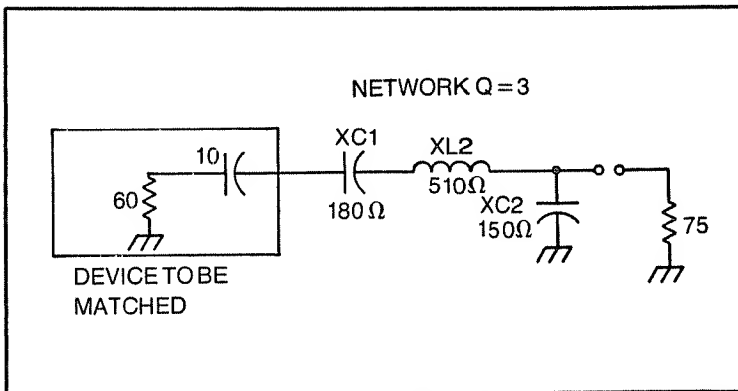 NETWORK Q = 3
XC1
180 Ω
XL2
510Ω
XC2
150Ω
10
60
75
DEVICE TO BE
MATCHED